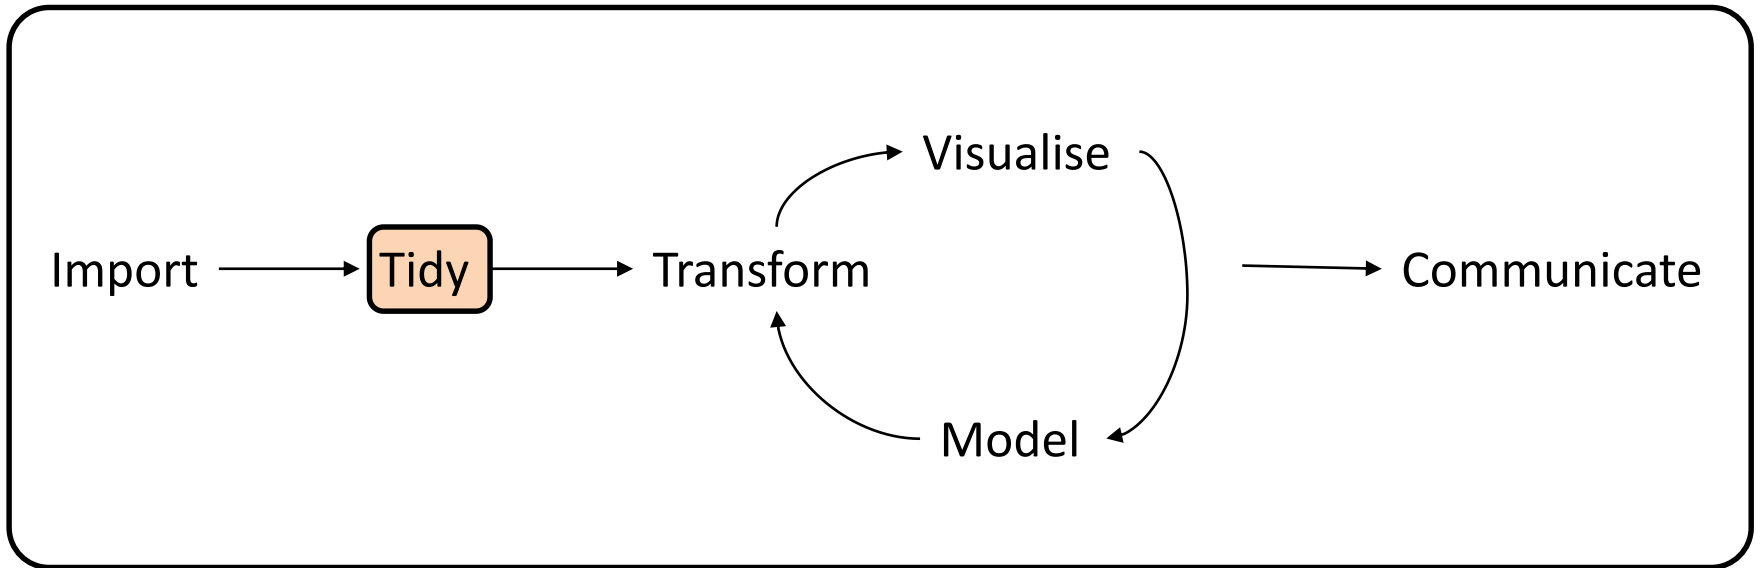 Import
Tidy
Transform
Visualise
Model
Communicate